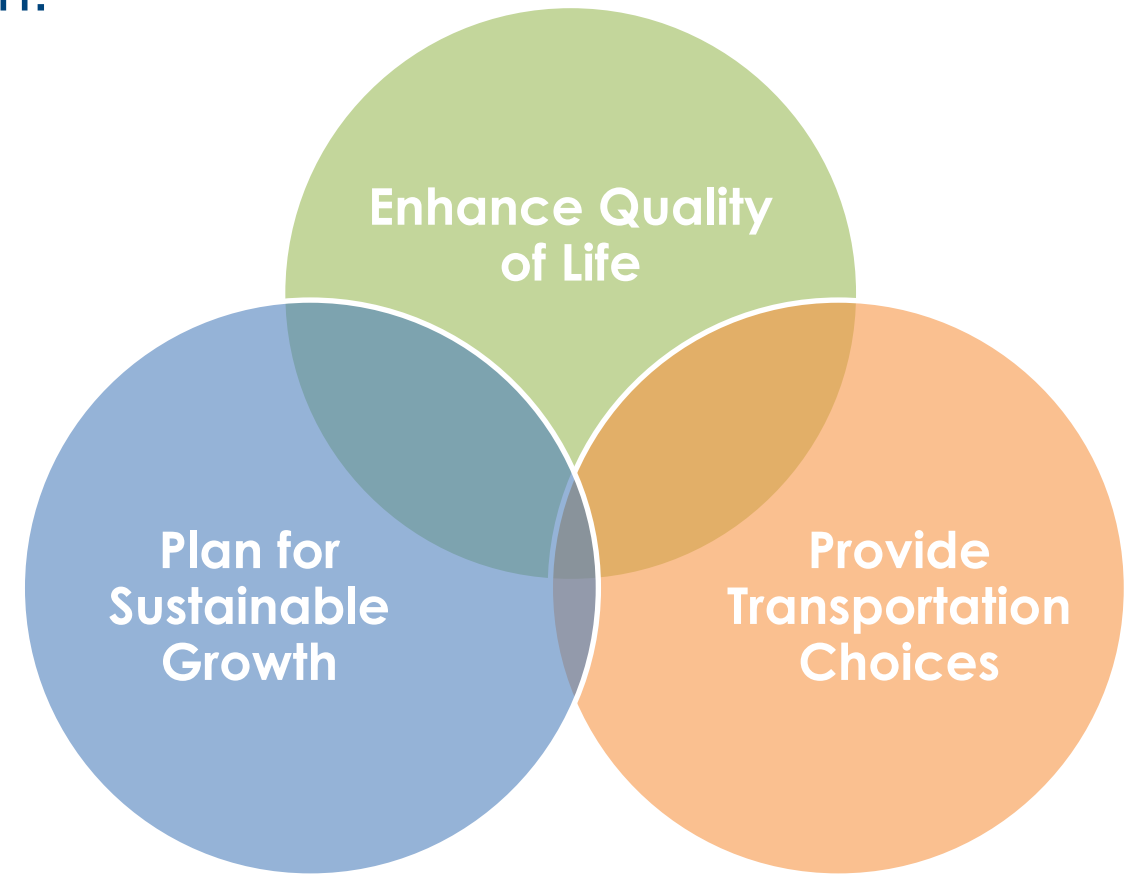 Enhance Quality
of Life
Plan for
Sustainable
Growth
Provide
Transportation
Choices